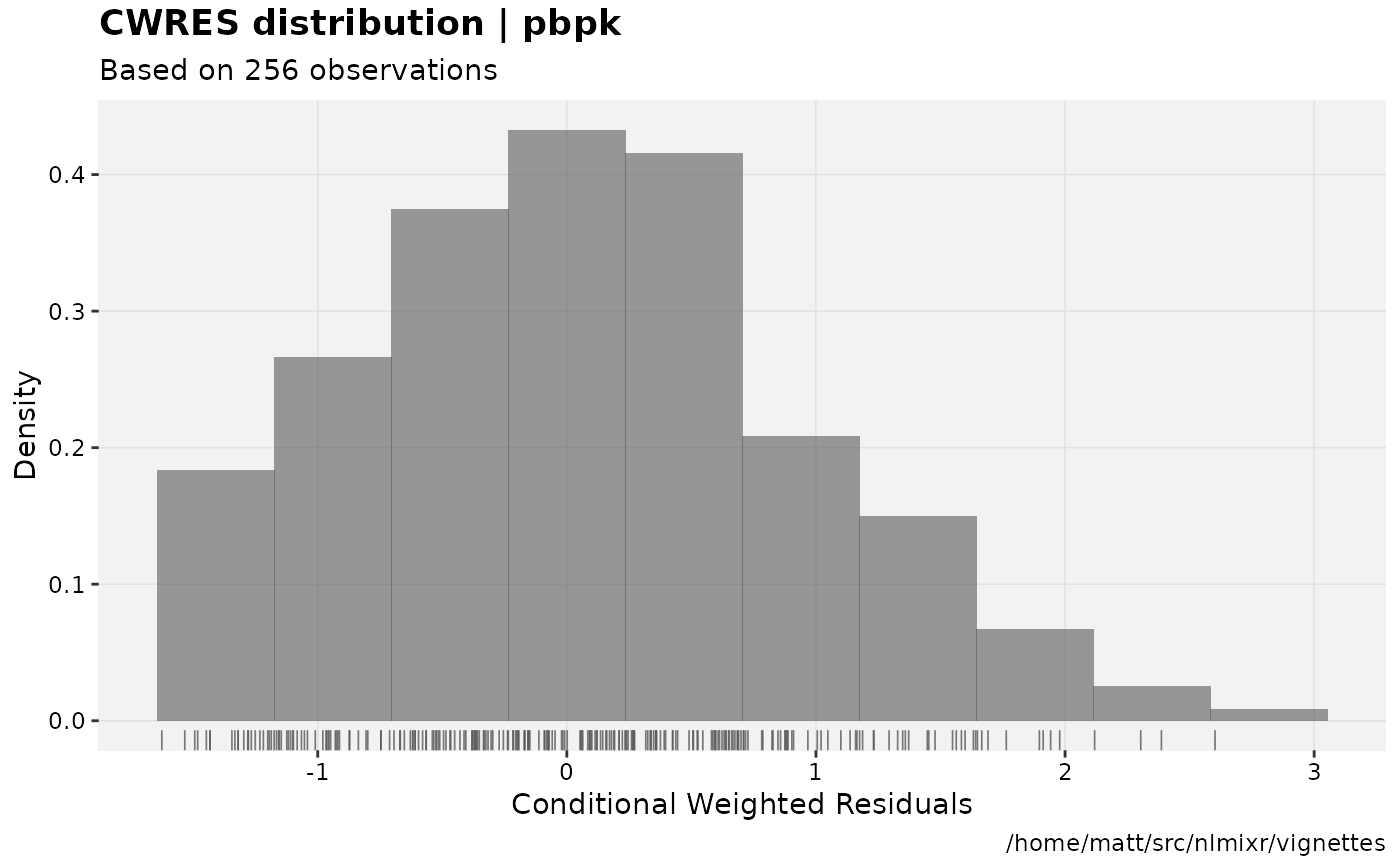 CWRES distribution | pbpk
Based on 256 observations
Density
0.4
0.3
0.2
0.1
0.0
-1 0 1 2 3
Conditional Weighted Residuals
/home/matt/src/nlmixr/vignettes